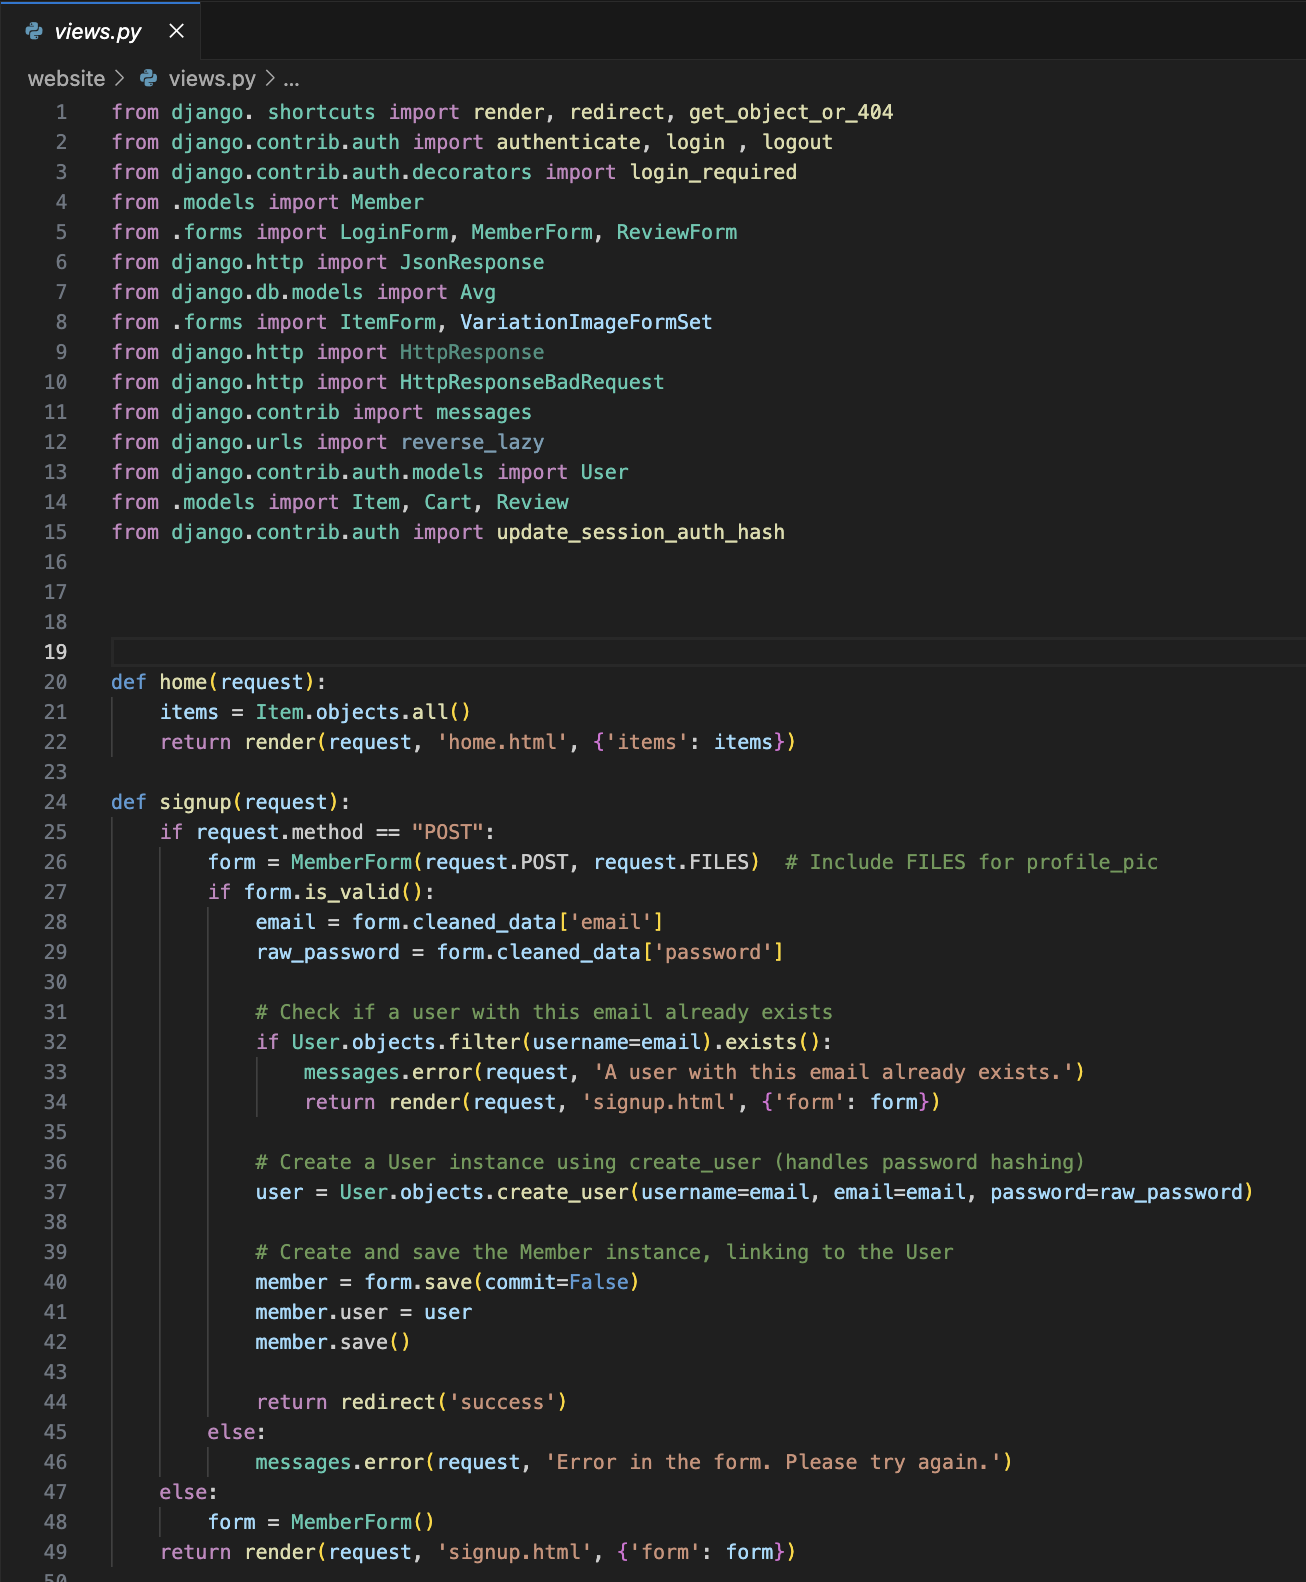 views.py ×
website > views.py > ...
1 from django. shortcuts import render, redirect, get_object_or_404
2 from django.contrib.auth import authenticate, login , logout
3 from django.contrib.auth.decorators import login_required
4 from .models import Member
5 from .forms import LoginForm, MemberForm, ReviewForm
6 from django.http import JsonResponse
7 from django.db.models import Avg
8 from .forms import ItemForm, VariationImageFormSet
9 from django.http import HttpResponse
10 from django.http import HttpResponseBadRequest
11 from django.contrib import messages
12 from django.urls import reverse_lazy
13 from django.contrib.auth.models import User
14 from .models import Item, Cart, Review
15 from django.contrib.auth import update_session_auth_hash
16
17
18
19
20 def home(request):
21     items = Item.objects.all()
22     return render(request, 'home.html', {'items': items})
23
24 def signup(request):
25     if request.method == "POST":
26         form = MemberForm(request.POST, request.FILES)  # Include FILES for profile_pic
27         if form.is_valid():
28             email = form.cleaned_data['email']
29             raw_password = form.cleaned_data['password']
30
31             # Check if a user with this email already exists
32             if User.objects.filter(username=email).exists():
33                 messages.error(request, 'A user with this email already exists.')
34                 return render(request, 'signup.html', {'form': form})
35
36             # Create a User instance using create_user (handles password hashing)
37             user = User.objects.create_user(username=email, email=email, password=raw_password)
38
39             # Create and save the Member instance, linking to the User
40             member = form.save(commit=False)
41             member.user = user
42             member.save()
43
44             return redirect('success')
45         else:
46             messages.error(request, 'Error in the form. Please try again.')
47     else:
48         form = MemberForm()
49     return render(request, 'signup.html', {'form': form})
50